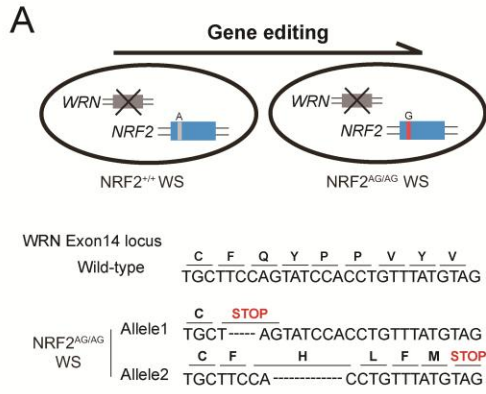 A
Gene editing
WRN
A
NRF2
NRF2+/+ WS
WRN
G
NRF2
NRF2AG/AG WS
WRN Exon14 locus
C F Q Y P P V Y V
Wild-type TGCTTCCAGTATCCACCTGTTTATGTAG
C STOP
Allele1 TGCT----- AGTATCCACCTGTTTATGTAG
NRF2AG/AG
WS
C F H L F M STOP
Allele2 TGCTTCCA -------------CCTGTTTATGTAG